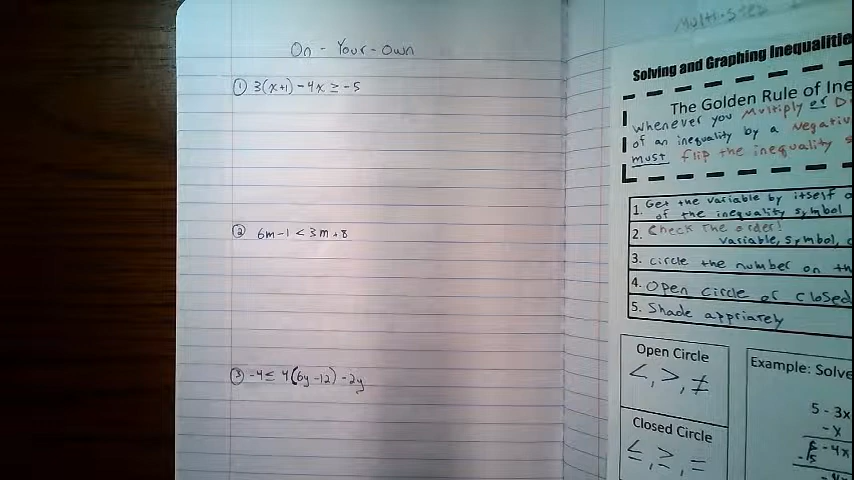 On - Your - Own
① 3(x+1) - 4x ≥ -5
② 6m - 1 < 3m + 8
③ -4 ≤ 4(6y - 12) - 2y
Multi-Step
Solving and Graphing Inequalitie
The Golden Rule of Ine
Whenever you Multiply or D
of an inequality by a Negativ
must flip the inequality s
1. Get the variable by itself o
of the inequality symbol
2. Check the order!
variable, symbol, c
3. circle the number on th
4. Open circle or closed
5. Shade appriately
Open Circle
<, >, ≠
Closed Circle
≤, ≥, =
Example: Solve
5 - 3x
- x
- 4x